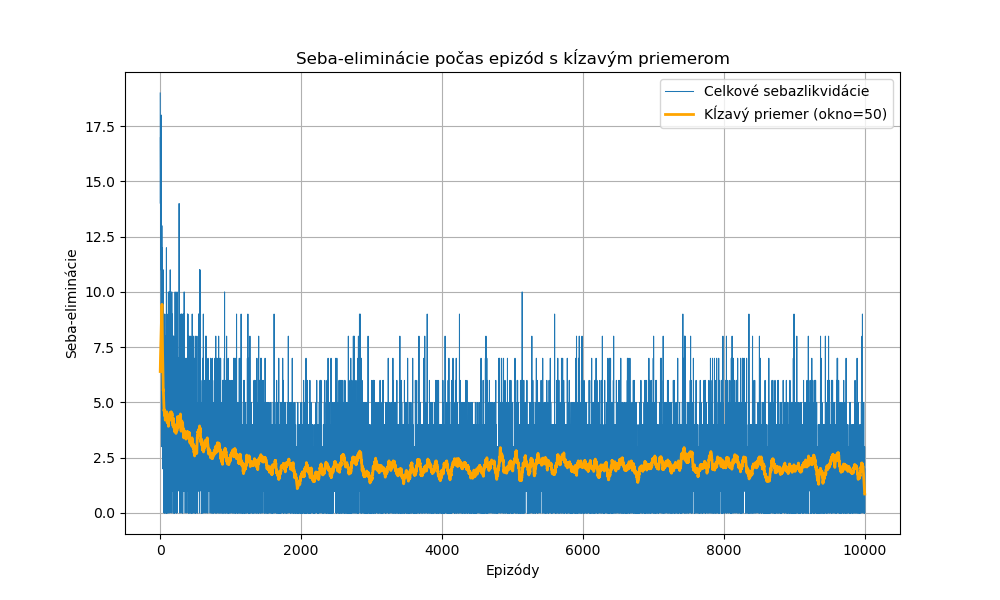 Seba-eliminácie počas epizód s kĺzavým priemerom
Celkové sebazlikvidácie
Kĺzavý priemer (okno=50)
Seba-eliminácie
17.5
15.0
12.5
10.0
7.5
5.0
2.5
0.0
0 2000 4000 6000 8000 10000
Epizódy